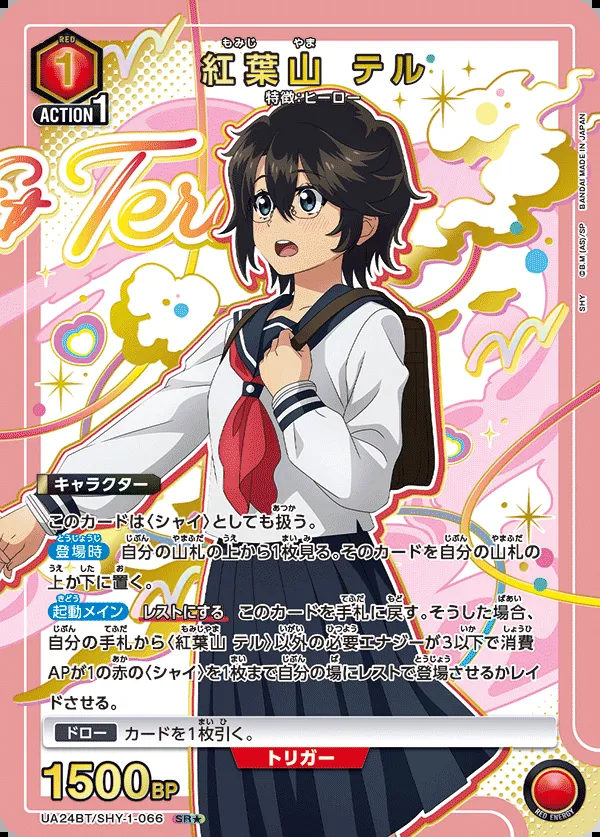 RED
1
ACTION 1
もみじ やま
紅葉山 テル
特徴:ヒーロー
Teru
SHY ©B.M (AS)/SP BANDAI MADE IN JAPAN
キャラクター
このカードは〈シャイ〉としても扱う。
登場時 自分の山札の上から1枚見る。そのカードを自分の山札の
上か下に置く。
起動メイン レストにする このカードを手札に戻す。そうした場合、
自分の手札から〈紅葉山 テル〉以外の必要エナジーが3以下で消費
APが1の赤の〈シャイ〉を1枚まで自分の場にレストで登場させるかレイ
ドさせる。
ドロー カードを1枚引く。
トリガー
1500BP
RED ENERGY
UA24BT/SHY-1-066 SR★